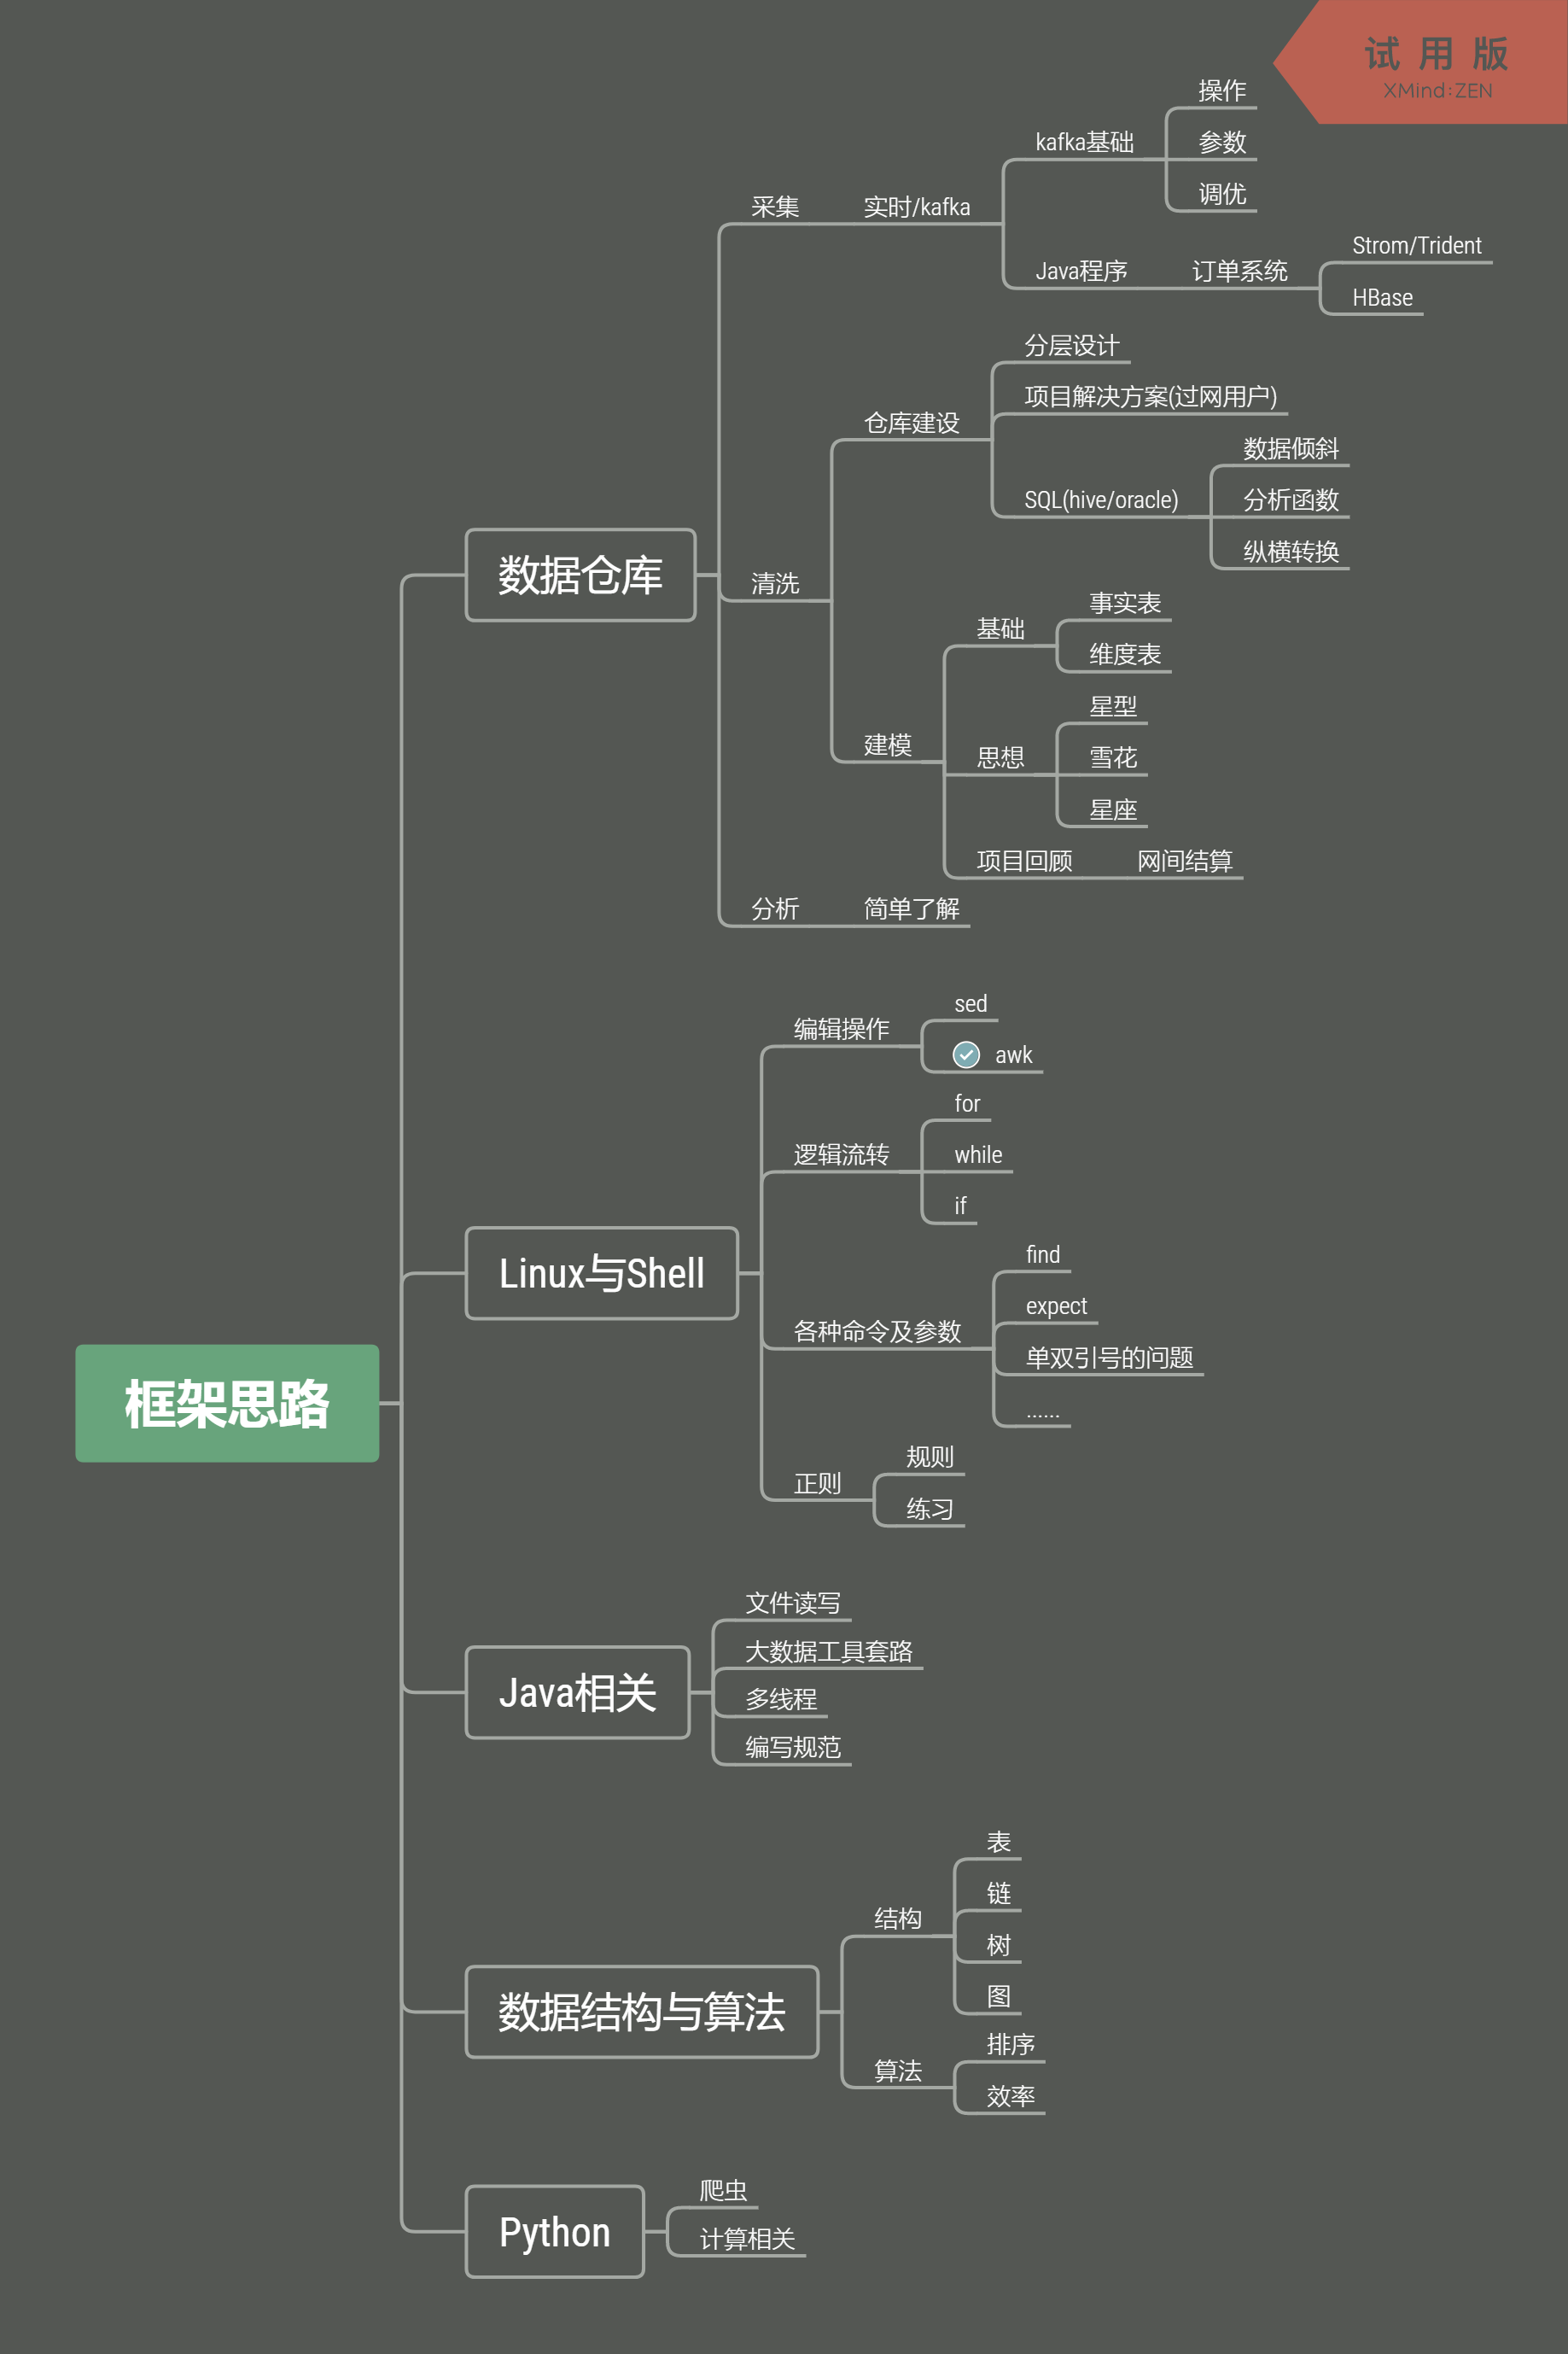 试 用 版
XMind:ZEN
框架思路
数据仓库
采集
实时/kafka
kafka基础
操作
参数
调优
Java程序
订单系统
Strom/Trident
HBase
清洗
仓库建设
分层设计
项目解决方案(过网用户)
SQL(hive/oracle)
数据倾斜
分析函数
纵横转换
建模
基础
事实表
维度表
思想
星型
雪花
星座
项目回顾
网间结算
分析
简单了解
Linux与Shell
编辑操作
sed
awk
逻辑流转
for
while
if
各种命令及参数
find
expect
单双引号的问题
......
正则
规则
练习
Java相关
文件读写
大数据工具套路
多线程
编写规范
数据结构与算法
结构
表
链
树
图
算法
排序
效率
Python
爬虫
计算相关